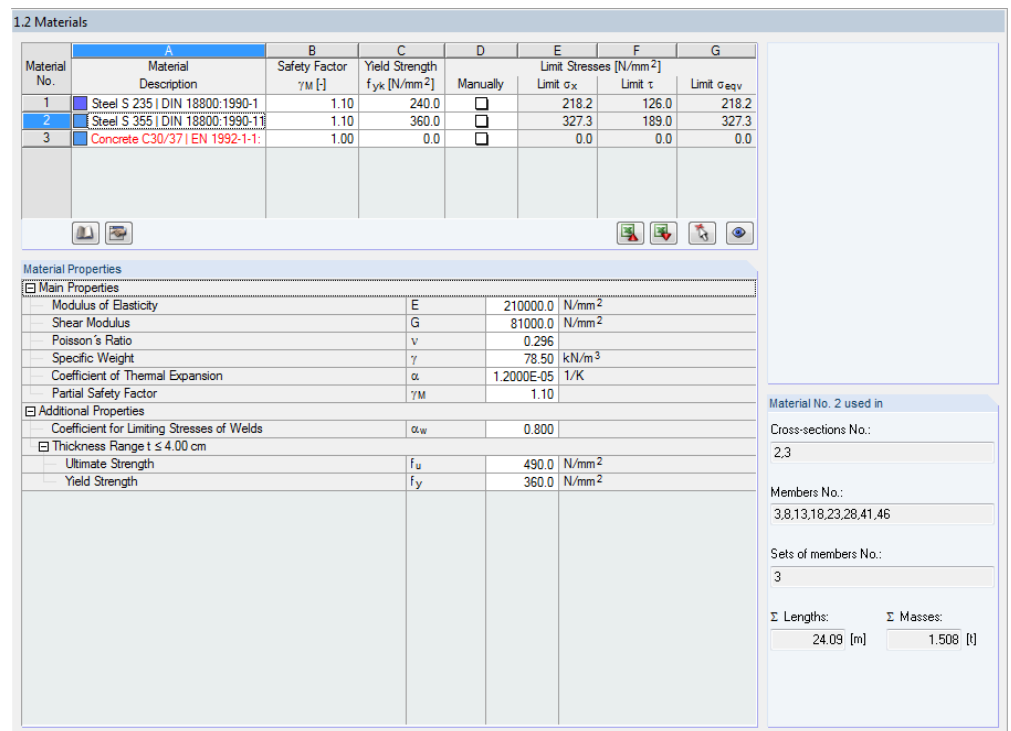 1.2 Materials
A B C D E F G
Material Material Safety Factor Yield Strength Limit Stresses [N/mm2]
No. Description γM [-] fyk [N/mm2] Manually Limit σx Limit τ Limit σeqv
1 Steel S 235 | DIN 18800:1990-1 1.10 240.0 218.2 126.0 218.2
2 Steel S 355 | DIN 18800:1990-11 1.10 360.0 327.3 189.0 327.3
3 Concrete C30/37 | EN 1992-1-1: 1.00 0.0 0.0 0.0 0.0
Material Properties
Main Properties
Modulus of Elasticity E 210000.0 N/mm2
Shear Modulus G 81000.0 N/mm2
Poisson´s Ratio ν 0.296
Specific Weight γ 78.50 kN/m3
Coefficient of Thermal Expansion α 1.2000E-05 1/K
Partial Safety Factor γM 1.10
Additional Properties
Coefficient for Limiting Stresses of Welds αw 0.800
Thickness Range t ≤ 4.00 cm
Ultimate Strength fu 490.0 N/mm2
Yield Strength fy 360.0 N/mm2
Material No. 2 used in
Cross-sections No.:
2,3
Members No.:
3,8,13,18,23,28,41,46
Sets of members No.:
3
Σ Lengths: Σ Masses:
24.09 [m] 1.508 [t]